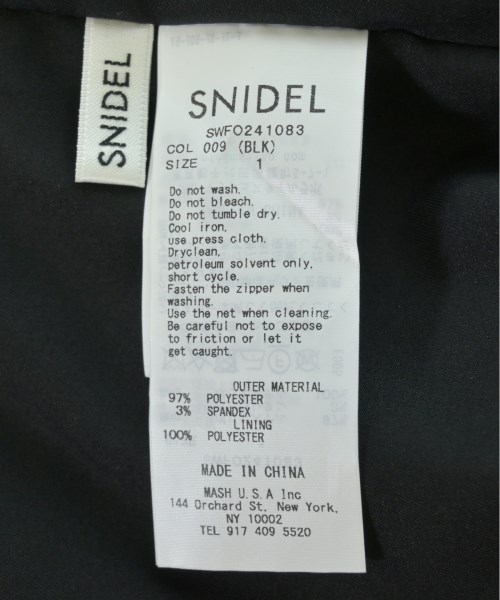 SNIDEL
SNIDEL
SWFO241083
COL 009 (BLK)
SIZE 1
Do not wash.
Do not bleach.
Do not tumble dry.
Cool iron.
use press cloth.
Dryclean,
petroleum solvent only,
short cycle.
Fasten the zipper when
washing.
Use the net when cleaning.
Be careful not to expose
to friction or let it
get caught.
OUTER MATERIAL
97% POLYESTER
3% SPANDEX
LINING
100% POLYESTER
MADE IN CHINA
MASH U.S.A Inc
144 Orchard St. New York,
NY 10002
TEL 917 409 5520